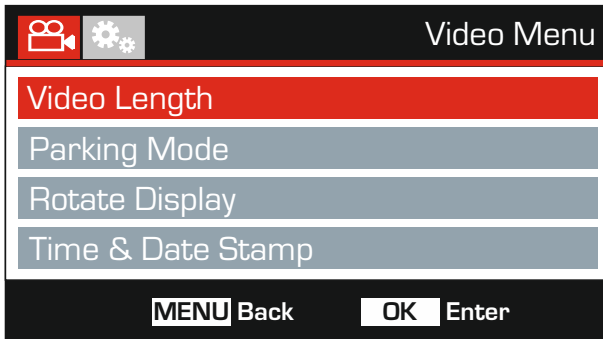 Video Menu
Video Length
Parking Mode
Rotate Display
Time & Date Stamp
MENU Back OK Enter